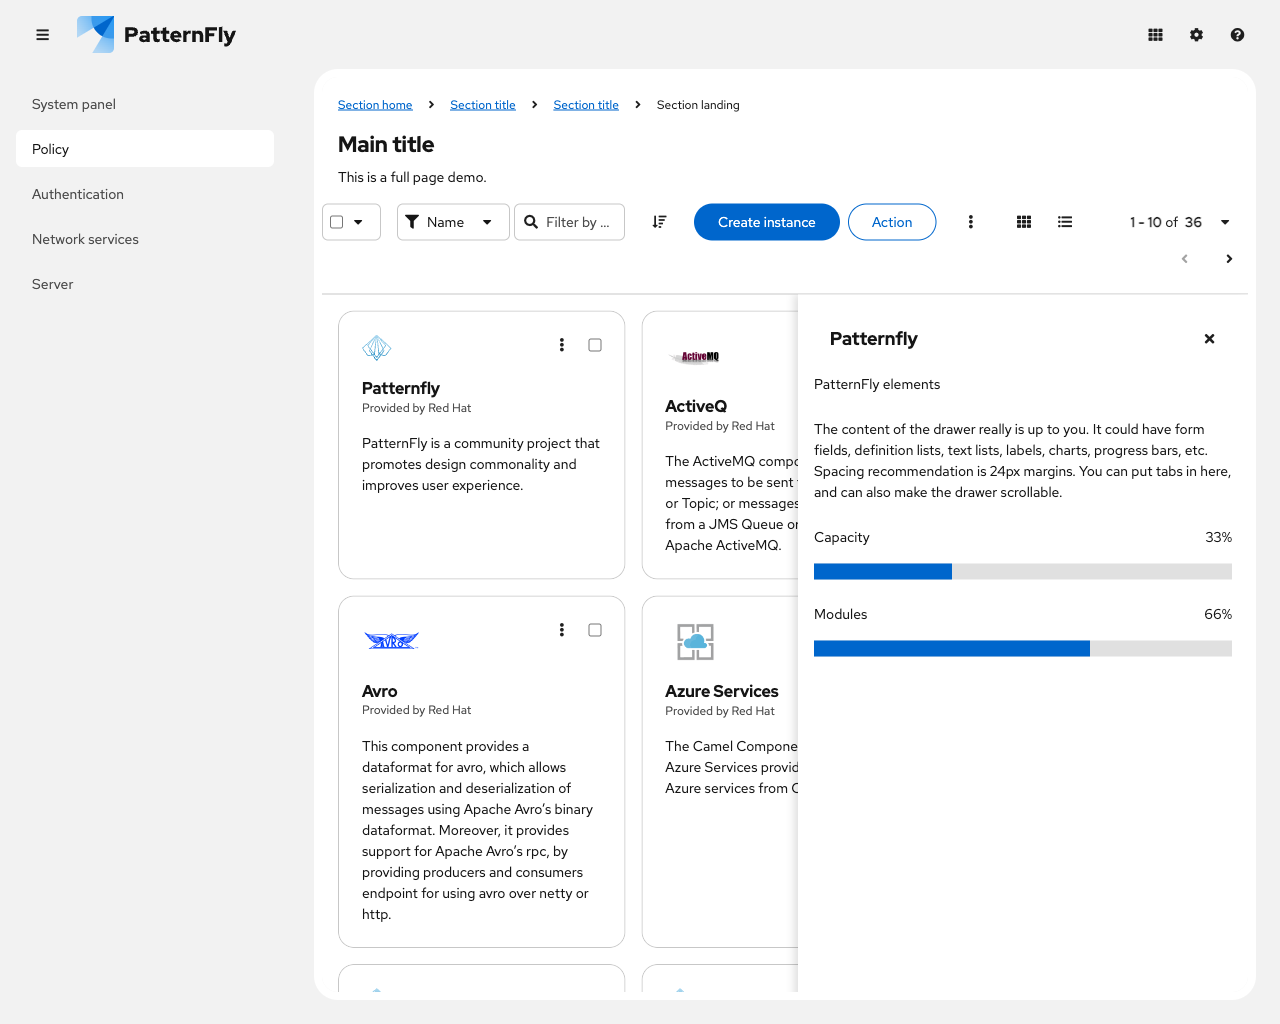 PatternFly
System panel
Policy
Authentication
Network services
Server
Section home
Section title
Section title
Section landing
Main title
This is a full page demo.
Name
Filter by ...
Create instance
Action
1 - 10 of 36
Patternfly
Provided by Red Hat
PatternFly is a community project that
promotes design commonality and
improves user experience.
ActiveMQ
ActiveQ
Provided by Red Hat
The ActiveMQ compo
messages to be sent
or Topic; or messages
from a JMS Queue or
Apache ActiveMQ.
AVRO
Avro
Provided by Red Hat
This component provides a
dataformat for avro, which allows
serialization and deserialization of
messages using Apache Avro’s binary
dataformat. Moreover, it provides
support for Apache Avro’s rpc, by
providing producers and consumers
endpoint for using avro over netty or
http.
Azure Services
Provided by Red Hat
The Camel Compone
Azure Services provid
Azure services from
Patternfly
PatternFly elements
The content of the drawer really is up to you. It could have form
fields, definition lists, text lists, labels, charts, progress bars, etc.
Spacing recommendation is 24px margins. You can put tabs in here,
and can also make the drawer scrollable.
Capacity
33%
Modules
66%